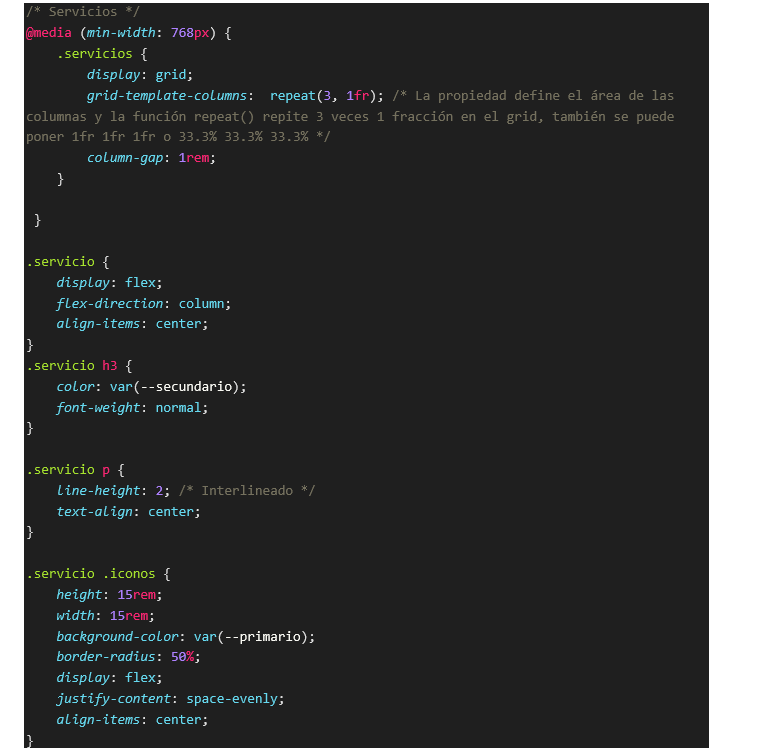 /* Servicios */
@media (min-width: 768px) {
    .servicios {
        display: grid;
        grid-template-columns:  repeat(3, 1fr); /* La propiedad define el área de las
columnas y la función repeat() repite 3 veces 1 fracción en el grid, también se puede
poner 1fr 1fr 1fr o 33.3% 33.3% 33.3% */
        column-gap: 1rem;
    }

 }

.servicio {
    display: flex;
    flex-direction: column;
    align-items: center;
}
.servicio h3 {
    color: var(--secundario);
    font-weight: normal;
}

.servicio p {
    line-height: 2; /* Interlineado */
    text-align: center;
}

.servicio .iconos {
    height: 15rem;
    width: 15rem;
    background-color: var(--primario);
    border-radius: 50%;
    display: flex;
    justify-content: space-evenly;
    align-items: center;
}